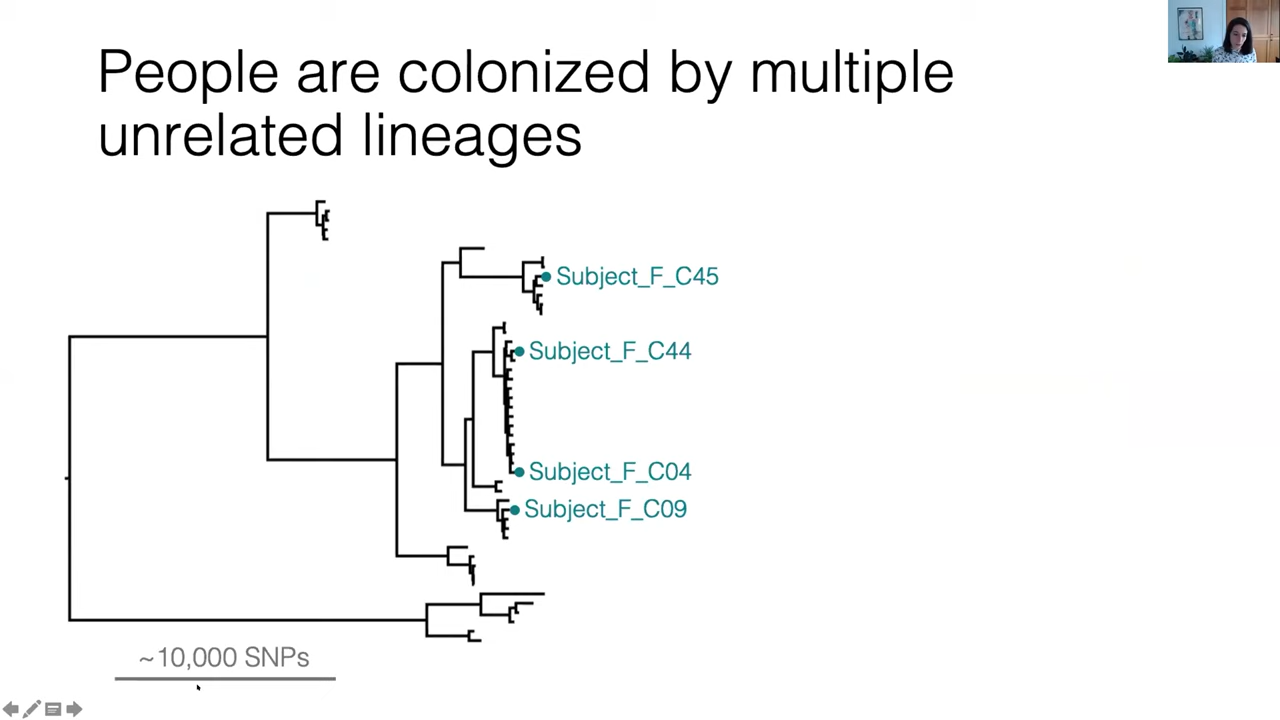 People are colonized by multiple
unrelated lineages
Subject_F_C45
Subject_F_C44
Subject_F_C04
Subject_F_C09
~10,000 SNPs